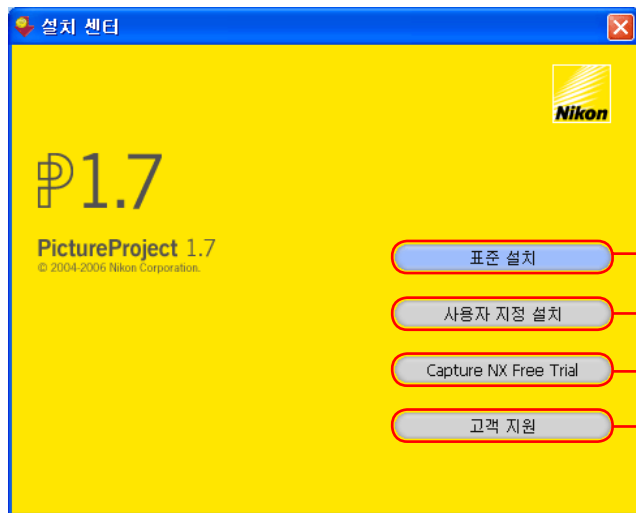 설치 센터
Nikon
P1.7
PictureProject 1.7
© 2004-2006 Nikon Corporation.
표준 설치
사용자 지정 설치
Capture NX Free Trial
고객 지원